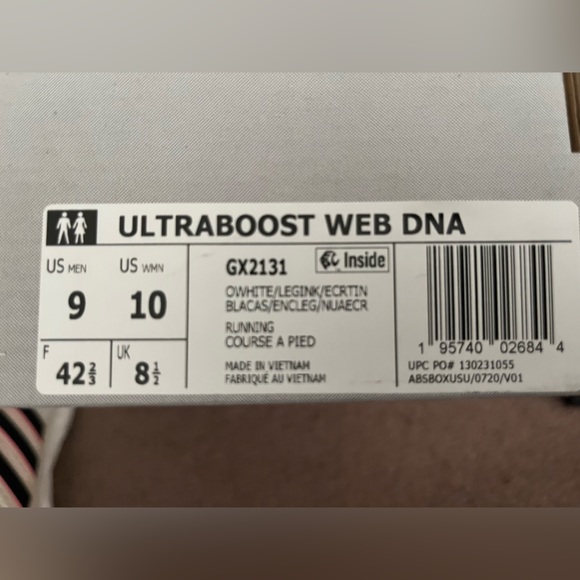 ULTRABOOST WEB DNA
US MEN
9
US WMN
10
F
42⅔
UK
8½
GX2131
Inside
OWHITE/LEGINK/ECRTIN
BLACAS/ENCLEG/NUAECR
RUNNING
COURSE A PIED
MADE IN VIETNAM
FABRIQUÉ AU VIETNAM
1 95740 02684 4
UPC PO# 130231055
ABSBOXUSU/0720/V01